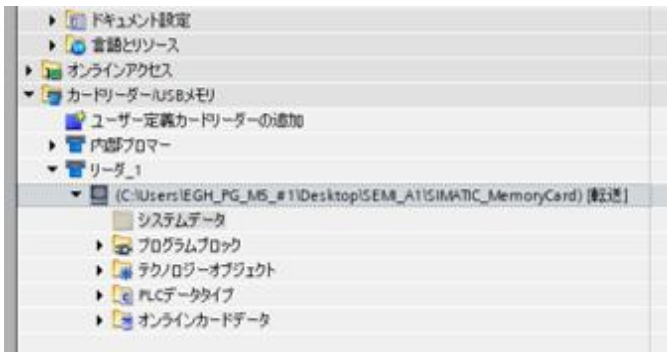 ドキュメント設定
言語とリソース
オンラインアクセス
カードリーダー/USBメモリ
ユーザー定義カードリーダーの追加
内部プロマー
リーダ_1
(C:\Users\EGH_PG_M5_#1\Desktop\SEMI_A1\SIMATIC_MemoryCard) [転送]
システムデータ
プログラムブロック
テクノロジーオブジェクト
PLCデータタイプ
オンラインカードデータ